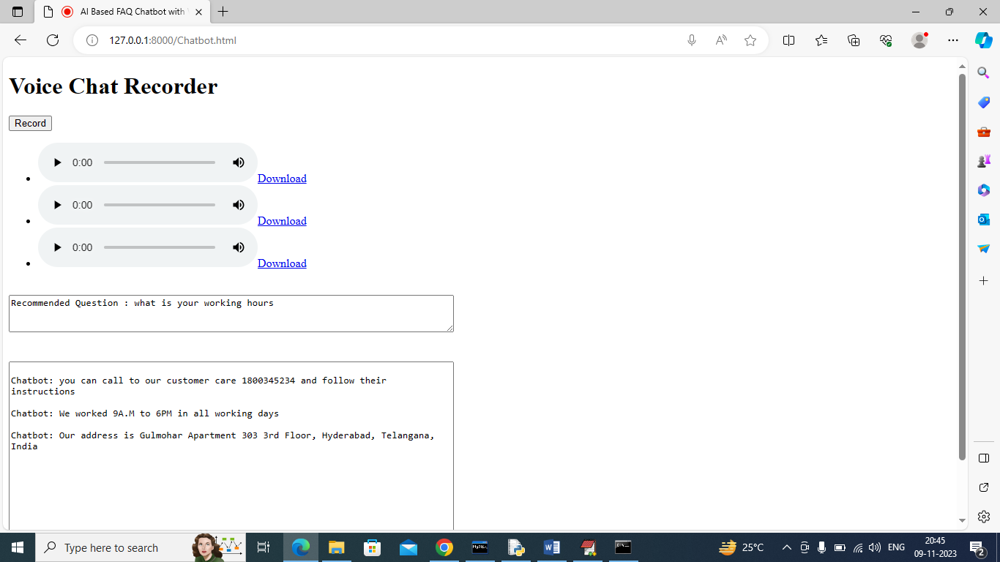 AI Based FAQ Chatbot with
127.0.0.1:8000/Chatbot.html
Voice Chat Recorder
Record
0:00
Download
0:00
Download
0:00
Download
Recommended Question : what is your working hours
Chatbot: you can call to our customer care 1800345234 and follow their
instructions
Chatbot: We worked 9A.M to 6PM in all working days
Chatbot: Our address is Gulmohar Apartment 303 3rd Floor, Hyderabad, Telangana,
India
Type here to search
25°C
ENG
20:45
09-11-2023
2